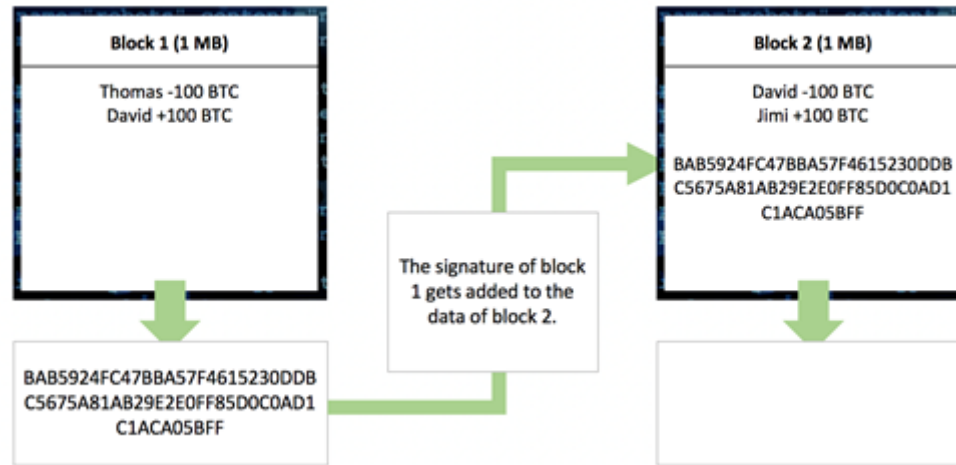 Block 1 (1 MB)
Thomas -100 BTC
David +100 BTC
BAB5924FC47BBA57F4615230DDB
C5675A81AB29E2E0FF85D0C0AD1
C1ACA05BFF
The signature of block
1 gets added to the
data of block 2.
Block 2 (1 MB)
David -100 BTC
Jimi +100 BTC
BAB5924FC47BBA57F4615230DDB
C5675A81AB29E2E0FF85D0C0AD1
C1ACA05BFF